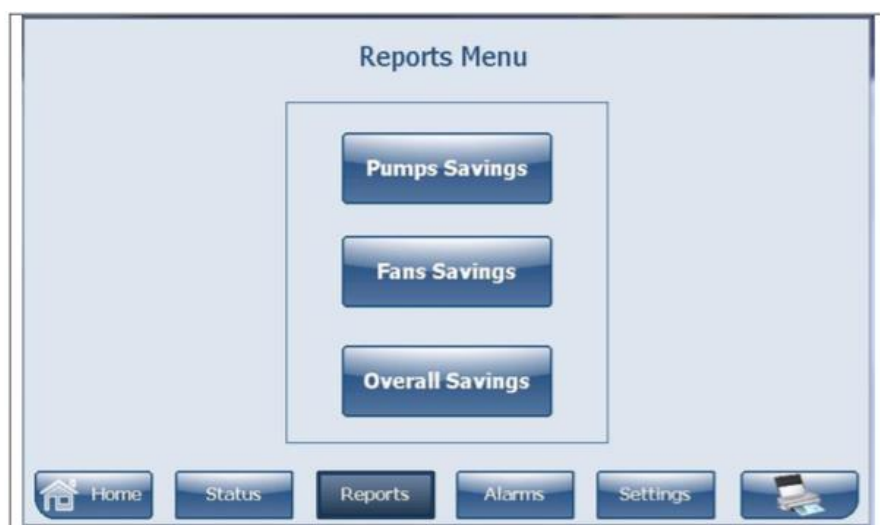 Reports Menu
Pumps Savings
Fans Savings
Overall Savings
Home Status Reports Alarms Settings